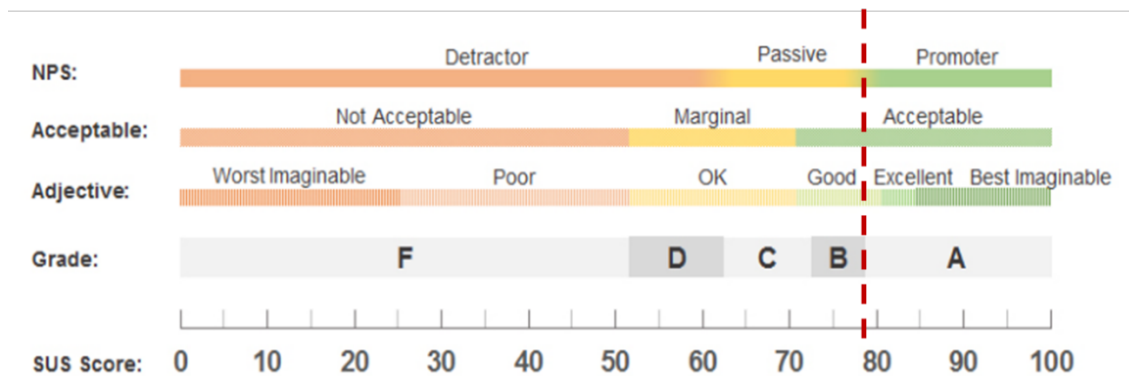 NPS: Detractor Passive Promoter
Acceptable: Not Acceptable Marginal Acceptable
Adjective: Worst Imaginable Poor OK Good Excellent Best Imaginable
Grade: F D C B A
SUS Score: 0 10 20 30 40 50 60 70 80 90 100